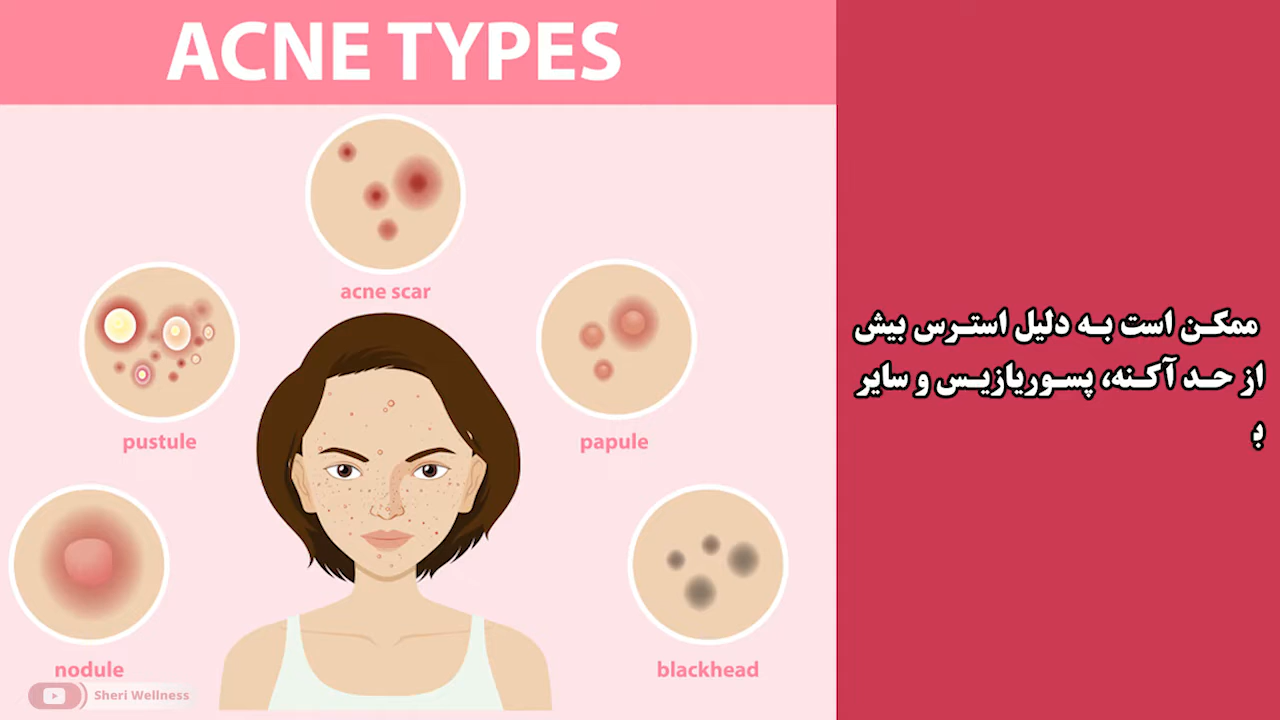 ACNE TYPES
acne scar
pustule
papule
nodule
blackhead
Sheri Wellness
ممکن است به دلیل استرس بیش
از حد آکنه، پسوریازیس و سایر